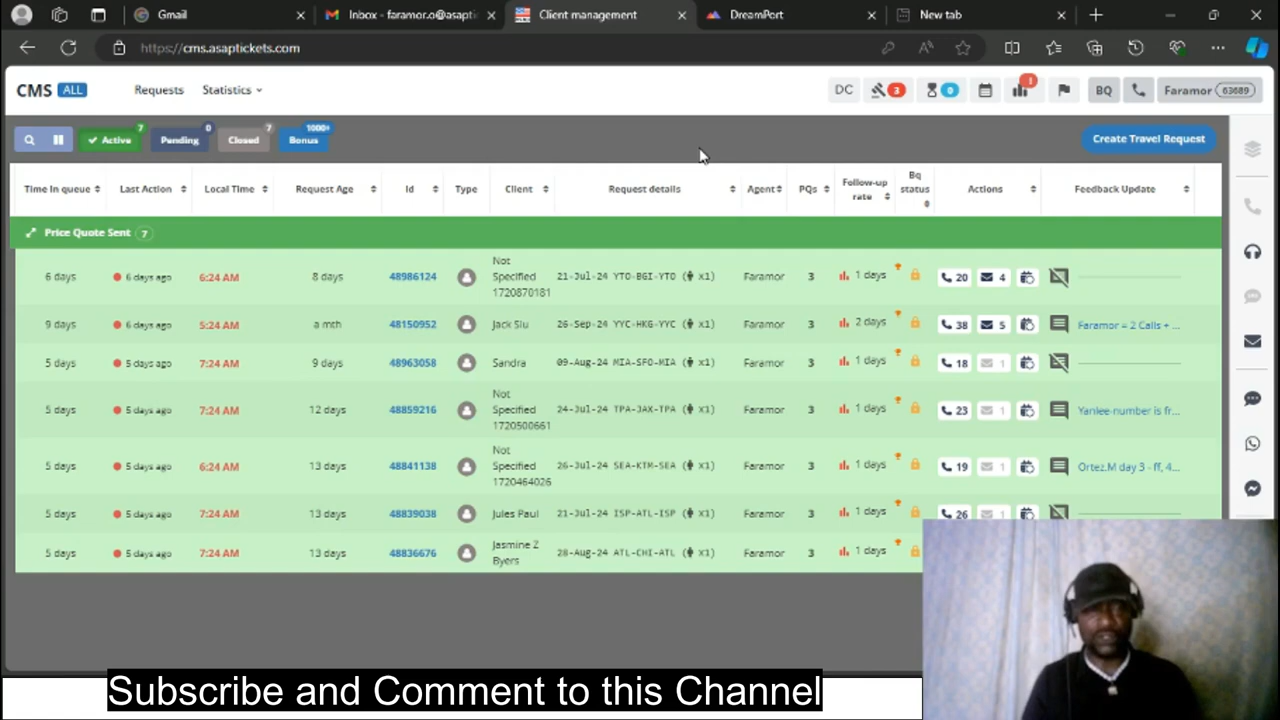 Gmail
Inbox - faramor.o@asapti
Client management
DreamPort
New tab
https://cms.asaptickets.com
CMS ALL Requests Statistics DC 3 0 1 BQ Faramor 63689
Active 7 Pending 0 Closed 7 Bonus 1000+ Create Travel Request
Time In queue Last Action Local Time Request Age Id Type Client Request details Agent PQs Follow-up rate Bq status Actions Feedback Update
Price Quote Sent 7
6 days 6 days ago 6:24 AM 8 days 48986124 Not Specified 1720870181 21-Jul-24 YTO-BGI-YTO ( x1) Faramor 3 1 days 20 4
9 days 6 days ago 5:24 AM a mth 48150952 Jack Siu 26-Sep-24 YYC-HKG-YYC ( x1) Faramor 3 2 days 38 5 Faramor = 2 Calls + ...
5 days 5 days ago 7:24 AM 9 days 48963058 Sandra 09-Aug-24 MIA-SFO-MIA ( x1) Faramor 3 1 days 18 1
5 days 5 days ago 7:24 AM 12 days 48859216 Not Specified 1720500661 24-Jul-24 TPA-JAX-TPA ( x1) Faramor 3 1 days 23 1 Yanlee-number is fr...
5 days 5 days ago 6:24 AM 13 days 48841138 Not Specified 1720464026 26-Jul-24 SEA-KTM-SEA ( x1) Faramor 3 1 days 19 1 Ortez.M day 3 - ff, 4...
5 days 5 days ago 7:24 AM 13 days 48839038 Jules Paul 21-Jul-24 ISP-ATL-ISP ( x1) Faramor 3 1 days 26 1
5 days 5 days ago 7:24 AM 13 days 48836676 Jasmine Z Byers 28-Aug-24 ATL-CHI-ATL ( x1) Faramor 3 1 days
Subscribe and Comment to this Channel